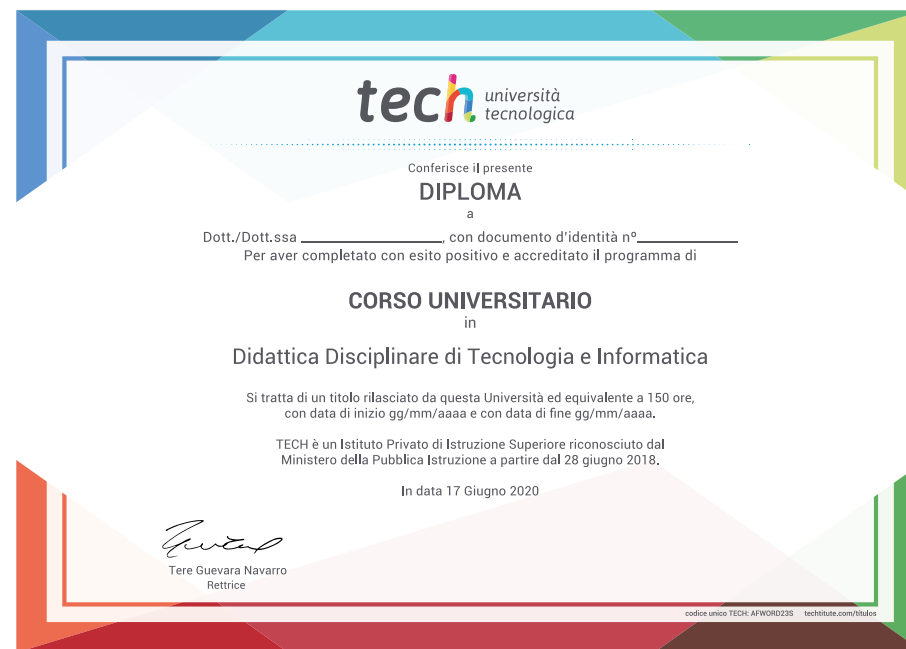 tech università
tecnologica
Conferisce il presente
DIPLOMA
a
Dott./Dott.ssa ____________________, con documento d'identità nº______________
Per aver completato con esito positivo e accreditato il programma di
CORSO UNIVERSITARIO
in
Didattica Disciplinare di Tecnologia e Informatica
Si tratta di un titolo rilasciato da questa Università ed equivalente a 150 ore,
con data di inizio gg/mm/aaaa e con data di fine gg/mm/aaaa.
TECH è un Istituto Privato di Istruzione Superiore riconosciuto dal
Ministero della Pubblica Istruzione a partire dal 28 giugno 2018.
In data 17 Giugno 2020
Tere Guevara Navarro
Rettrice
codice unico TECH: AFWORD23S techtitute.com/titulos